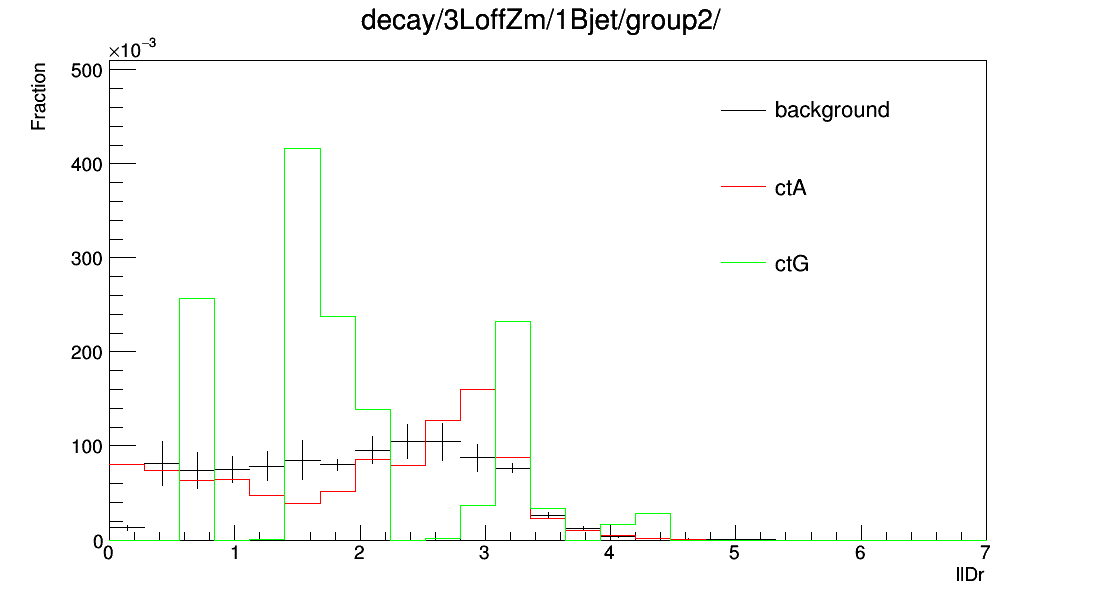 decay/3LoffZm/1Bjet/group2/
×10⁻³
Fraction
500
400
300
200
100
0
0 1 2 3 4 5 6 7
llDr
background
ctA
ctG